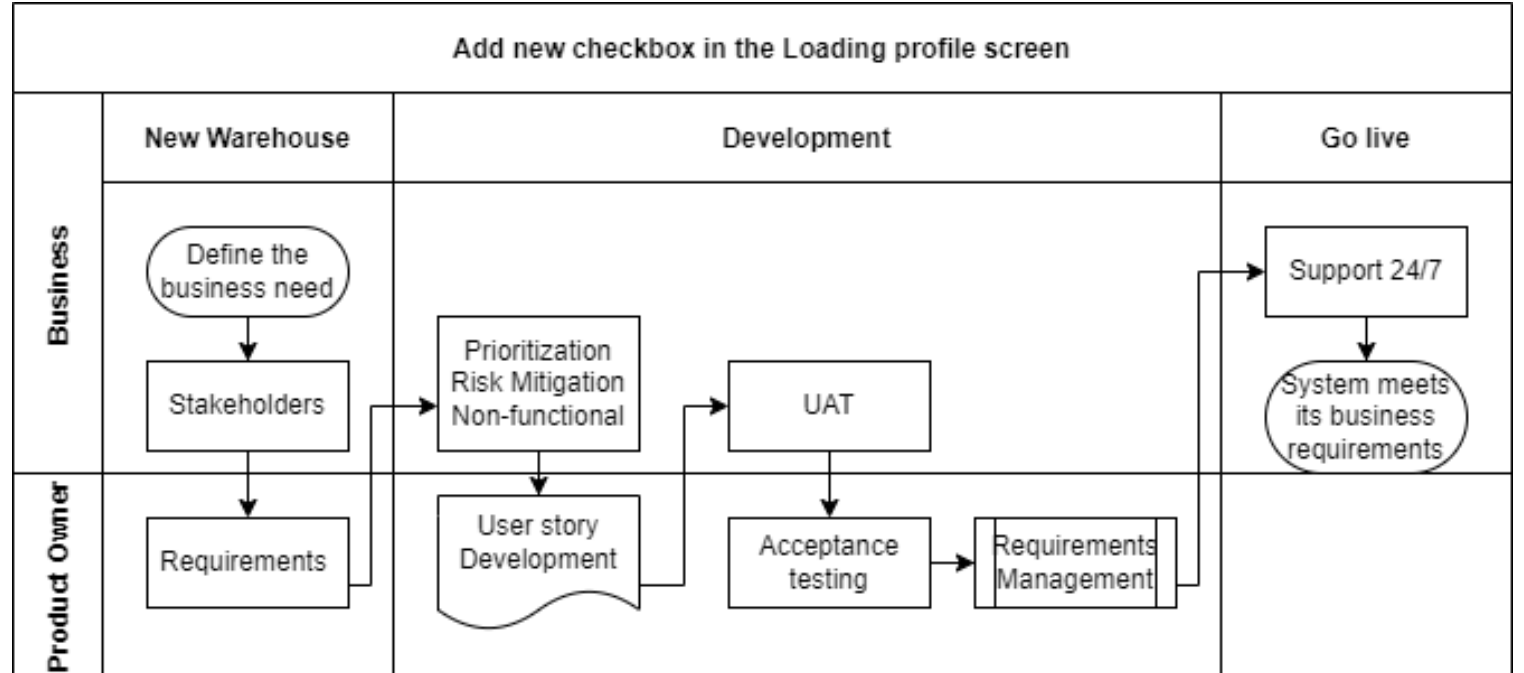 Add new checkbox in the Loading profile screen
New Warehouse
Development
Go live
Business
Define the
business need
Stakeholders
Prioritization
Risk Mitigation
Non-functional
UAT
Support 24/7
System meets
its business
requirements
Product Owner
Requirements
User story
Development
Acceptance
testing
Requirements
Management